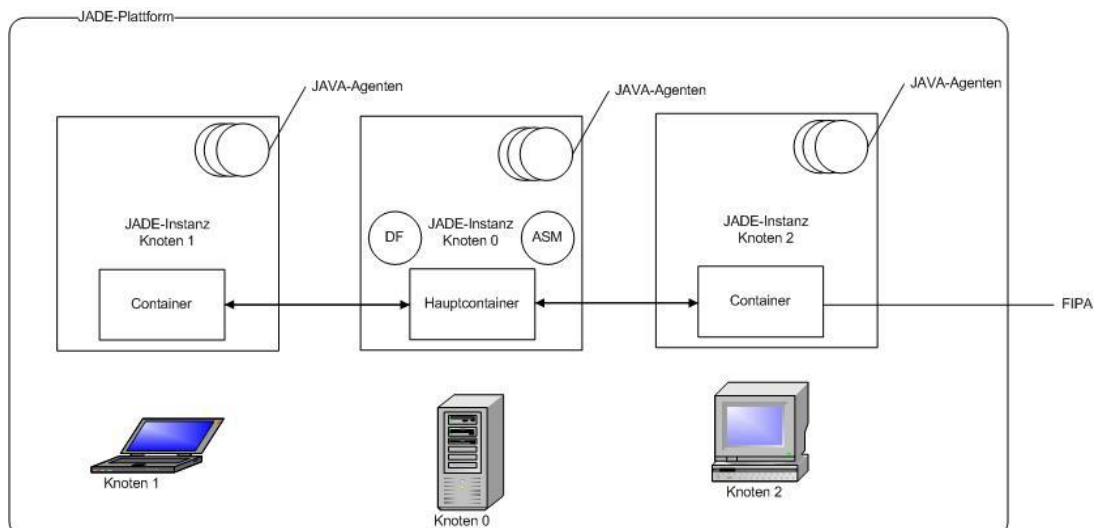 JADE-Plattform
JAVA-Agenten
JAVA-Agenten
JAVA-Agenten
JADE-Instanz
Knoten 1
Container
DF
JADE-Instanz
Knoten 0
ASM
Hauptcontainer
JADE-Instanz
Knoten 2
Container
FIPA
Knoten 1
Knoten 0
Knoten 2